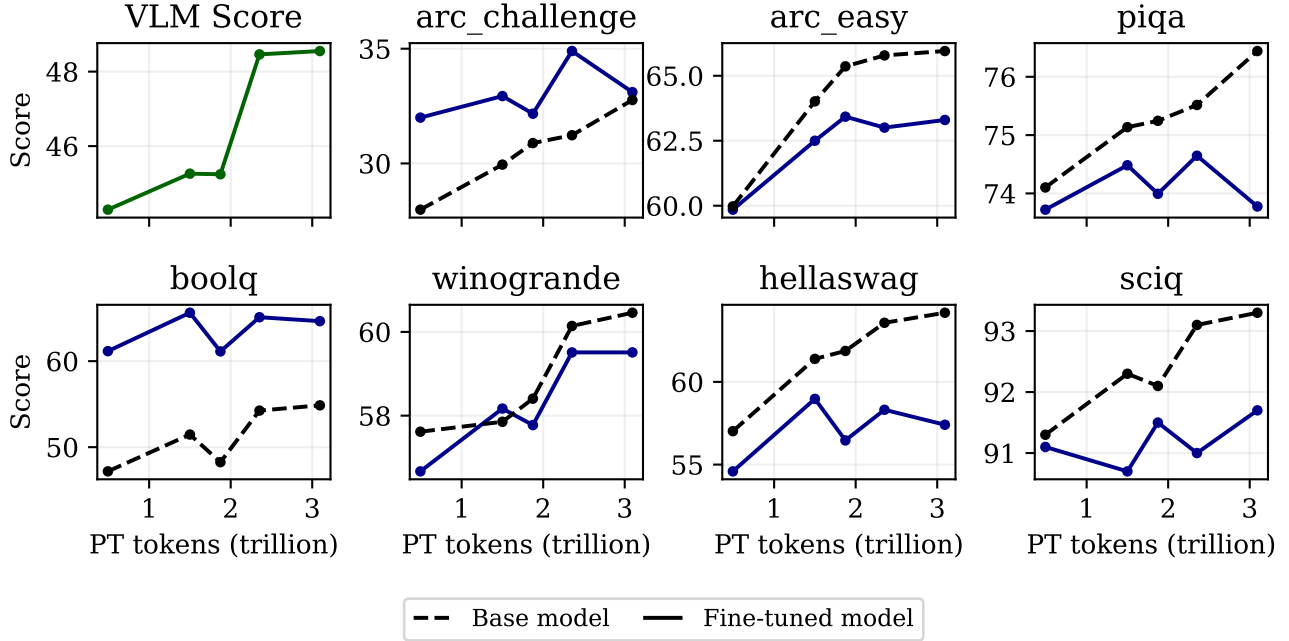 VLM Score
arc_challenge
arc_easy
piqa
Score
48
46
35
30
65.0
62.5
60.0
76
75
74
boolq
winogrande
hellaswag
sciq
Score
60
50
60
58
60
55
93
92
91
1 2 3
1 2 3
1 2 3
1 2 3
PT tokens (trillion)
PT tokens (trillion)
PT tokens (trillion)
PT tokens (trillion)
Base model
Fine-tuned model